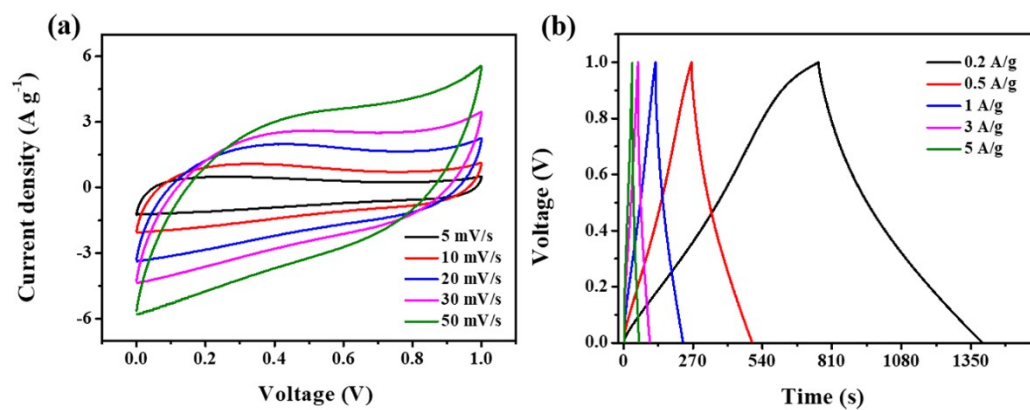 (a)
Current density (A g⁻¹)
6
3
0
-3
-6
5 mV/s
10 mV/s
20 mV/s
30 mV/s
50 mV/s
0.0 0.2 0.4 0.6 0.8 1.0
Voltage (V)
(b)
Voltage (V)
1.0
0.8
0.6
0.4
0.2
0.0
0.2 A/g
0.5 A/g
1 A/g
3 A/g
5 A/g
0 270 540 810 1080 1350
Time (s)